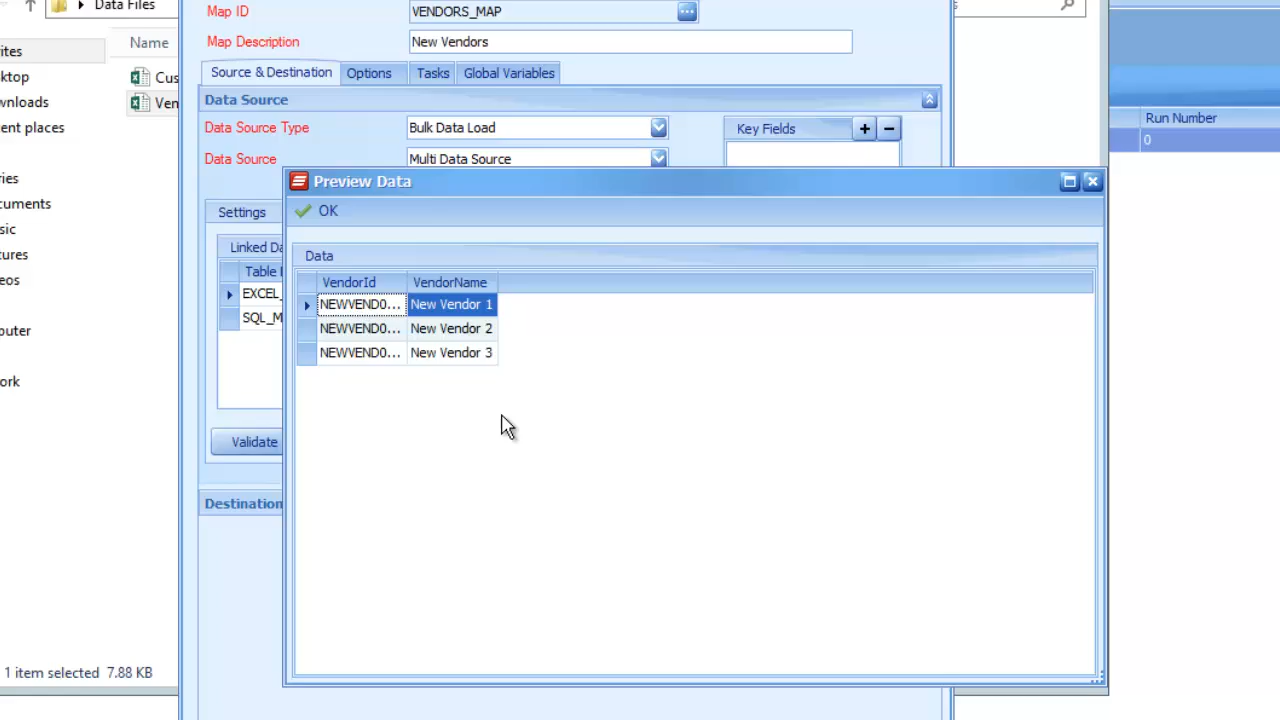 Data Files
Map ID VENDORS_MAP ...
Map Description New Vendors
Name
Source & Destination Options Tasks Global Variables
Data Source
Data Source Type Bulk Data Load Key Fields + −
Data Source Multi Data Source
Run Number
0
Preview Data
OK
Settings
Linked Da
Data
Table
VendorId VendorName
EXCEL_
NEWVEND0... New Vendor 1
SQL_M
NEWVEND0... New Vendor 2
NEWVEND0... New Vendor 3
Validate
Destination
rites
ktop
Cus
wnloads
Ven
ent places
ries
cuments
sic
tures
eos
puter
ork
1 item selected 7.88 KB